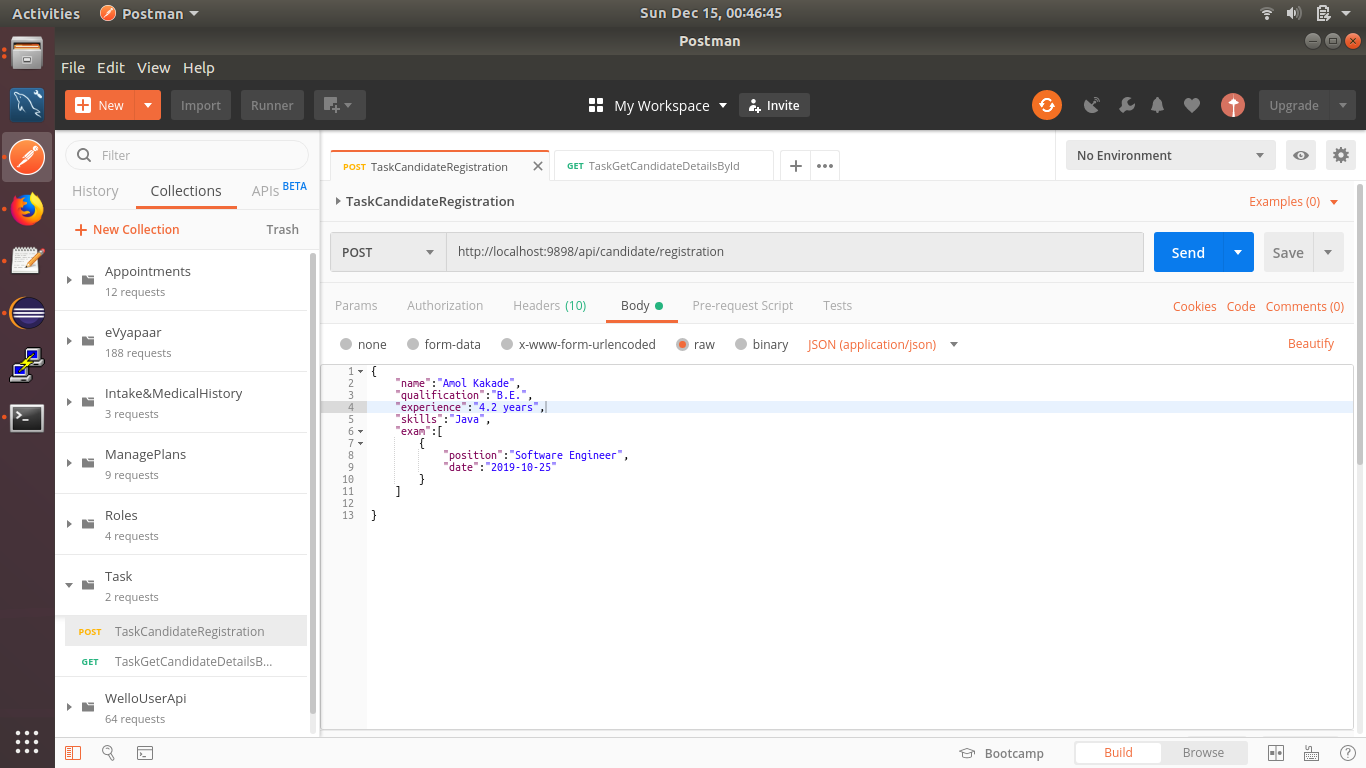 Activities Postman Sun Dec 15, 00:46:45
Postman
File Edit View Help
New Import Runner My Workspace Invite Upgrade
Filter
History Collections APIs BETA
New Collection Trash
Appointments
12 requests
eVyapaar
188 requests
Intake&MedicalHistory
3 requests
ManagePlans
9 requests
Roles
4 requests
Task
2 requests
POST TaskCandidateRegistration
GET TaskGetCandidateDetailsB...
WelloUserApi
64 requests
POST TaskCandidateRegistration GET TaskGetCandidateDetailsById No Environment
TaskCandidateRegistration Examples (0)
POST http://localhost:9898/api/candidate/registration Send Save
Params Authorization Headers (10) Body Pre-request Script Tests Cookies Code Comments (0)
none form-data x-www-form-urlencoded raw binary JSON (application/json) Beautify
1 {
2 "name":"Amol Kakade",
3 "qualification":"B.E.",
4 "experience":"4.2 years",
5 "skills":"Java",
6 "exam":[
7 {
8 "position":"Software Engineer",
9 "date":"2019-10-25"
10 }
11 ]
12
13 }
Bootcamp Build Browse